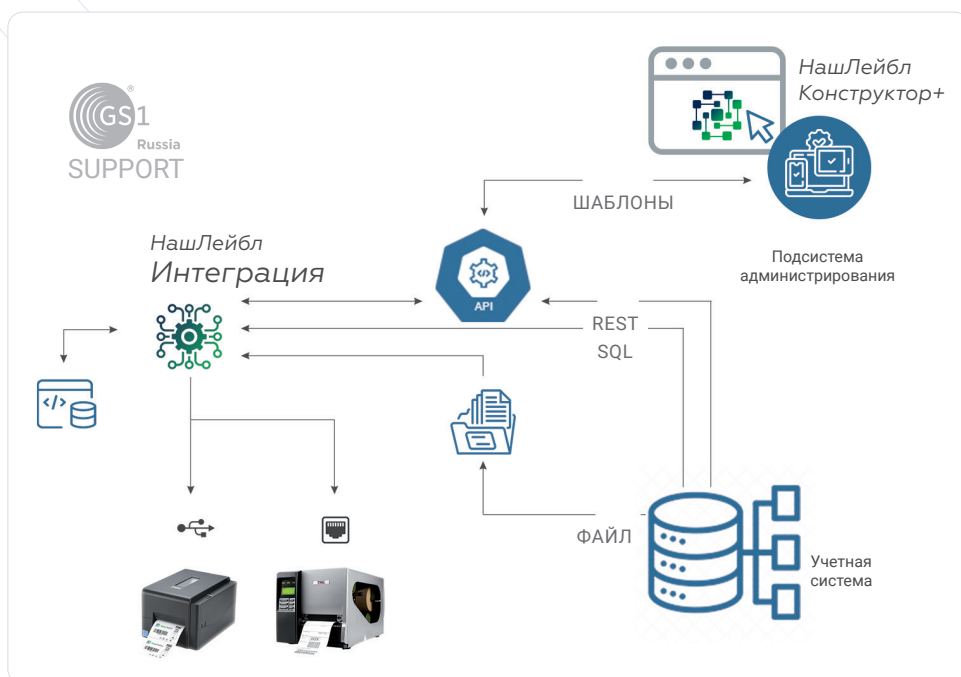 НашЛейбл
Конструктор+
GS1
Russia
SUPPORT
ШАБЛОНЫ
НашЛейбл
Интеграция
Подсистема
администрирования
API
REST
SQL
</>
ФАЙЛ
Учетная
система